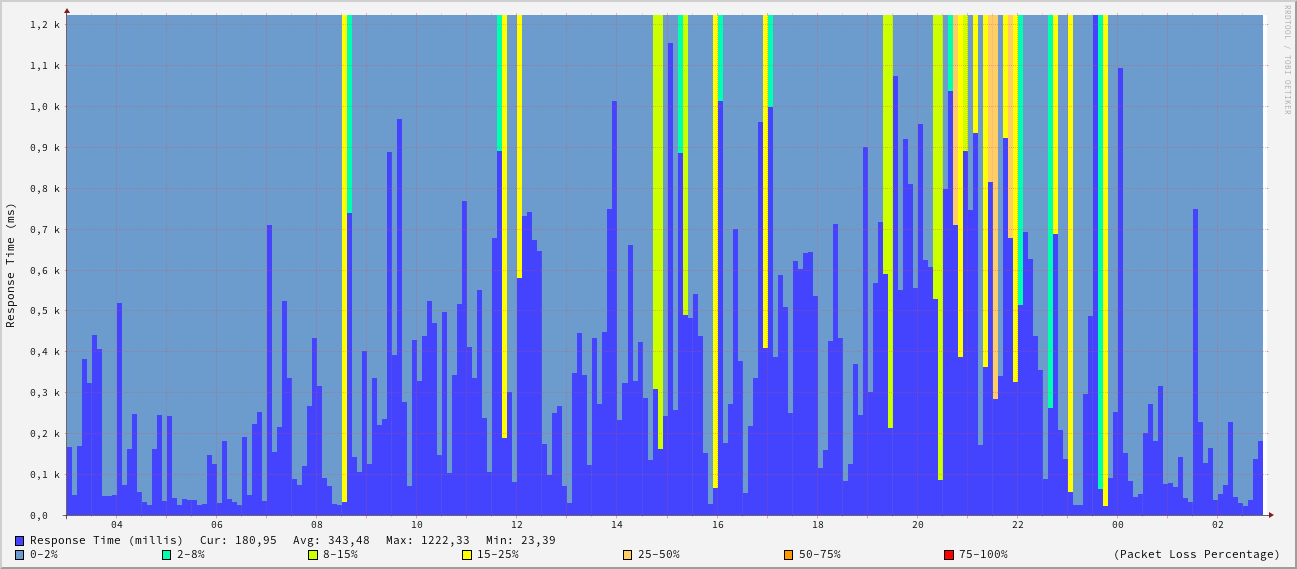 RRDTOOL / TOBI OETIKER
Response Time (ms)
1,2 k
1,1 k
1,0 k
0,9 k
0,8 k
0,7 k
0,6 k
0,5 k
0,4 k
0,3 k
0,2 k
0,1 k
0,0
04 06 08 10 12 14 16 18 20 22 00 02
Response Time (millis) Cur: 180,95 Avg: 343,48 Max: 1222,33 Min: 23,39
0-2% 2-8% 8-15% 15-25% 25-50% 50-75% 75-100% (Packet Loss Percentage)